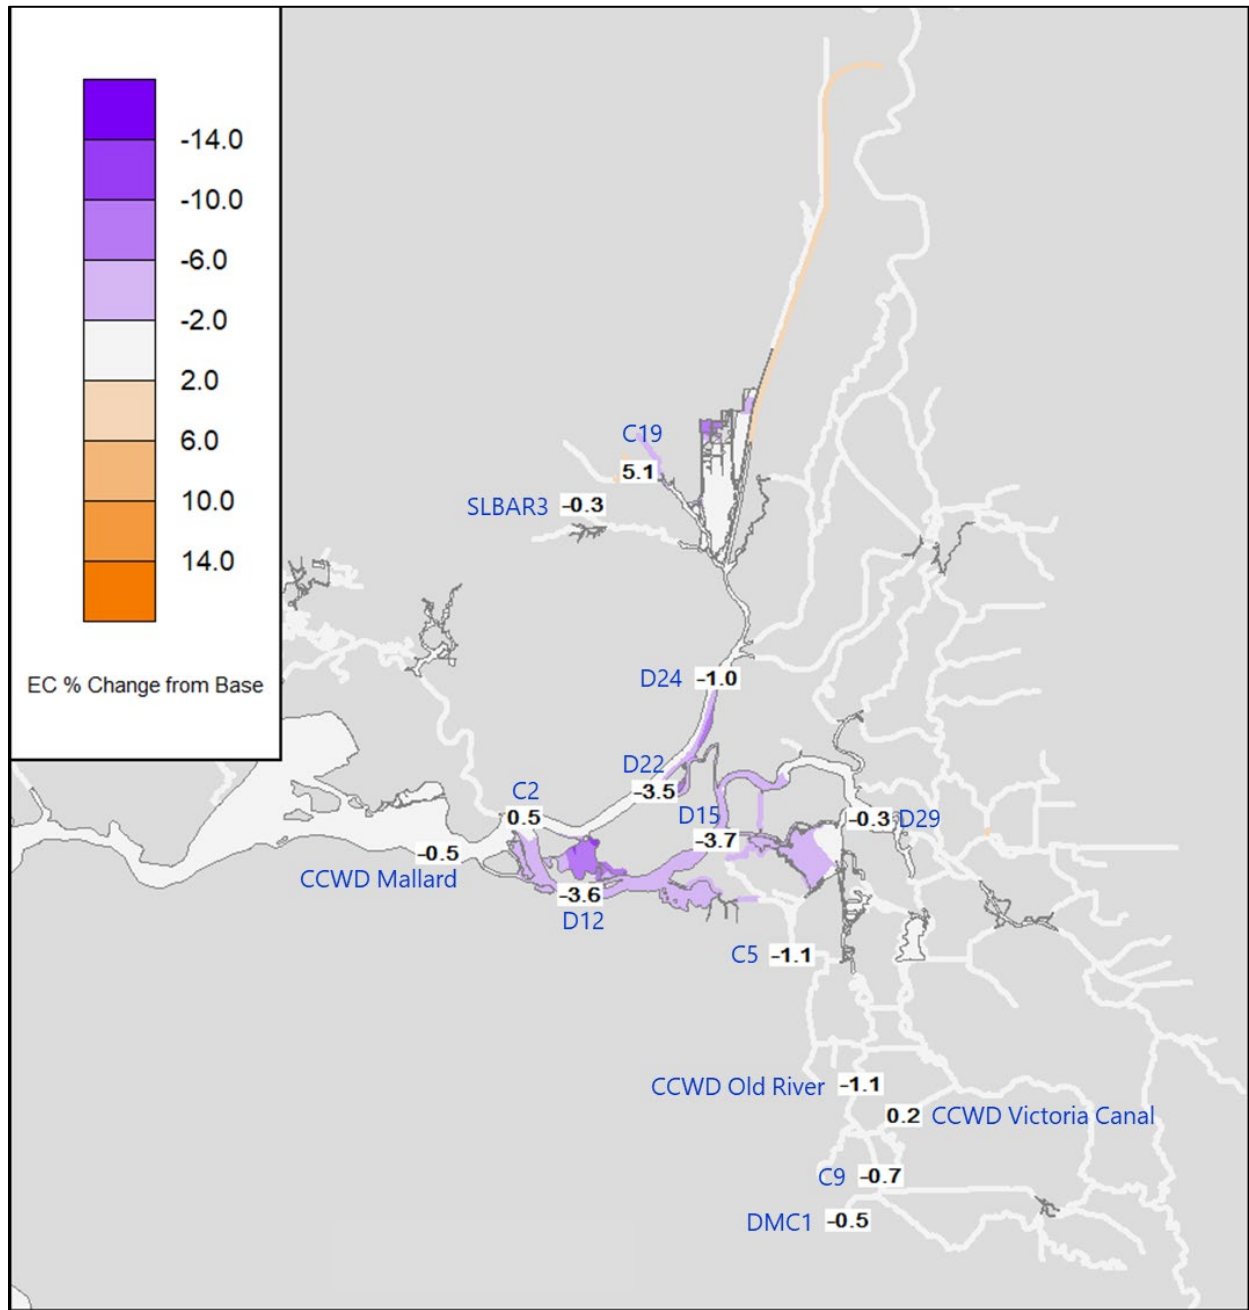 -14.0
-10.0
-6.0
-2.0
2.0
6.0
10.0
14.0
EC % Change from Base
C19
5.1
SLBAR3 -0.3
D24 -1.0
D22
-3.5
C2
0.5
D15
-3.7
-0.3 D29
-0.5
CCWD Mallard
-3.6
D12
C5 -1.1
CCWD Old River -1.1
0.2 CCWD Victoria Canal
C9 -0.7
DMC1 -0.5